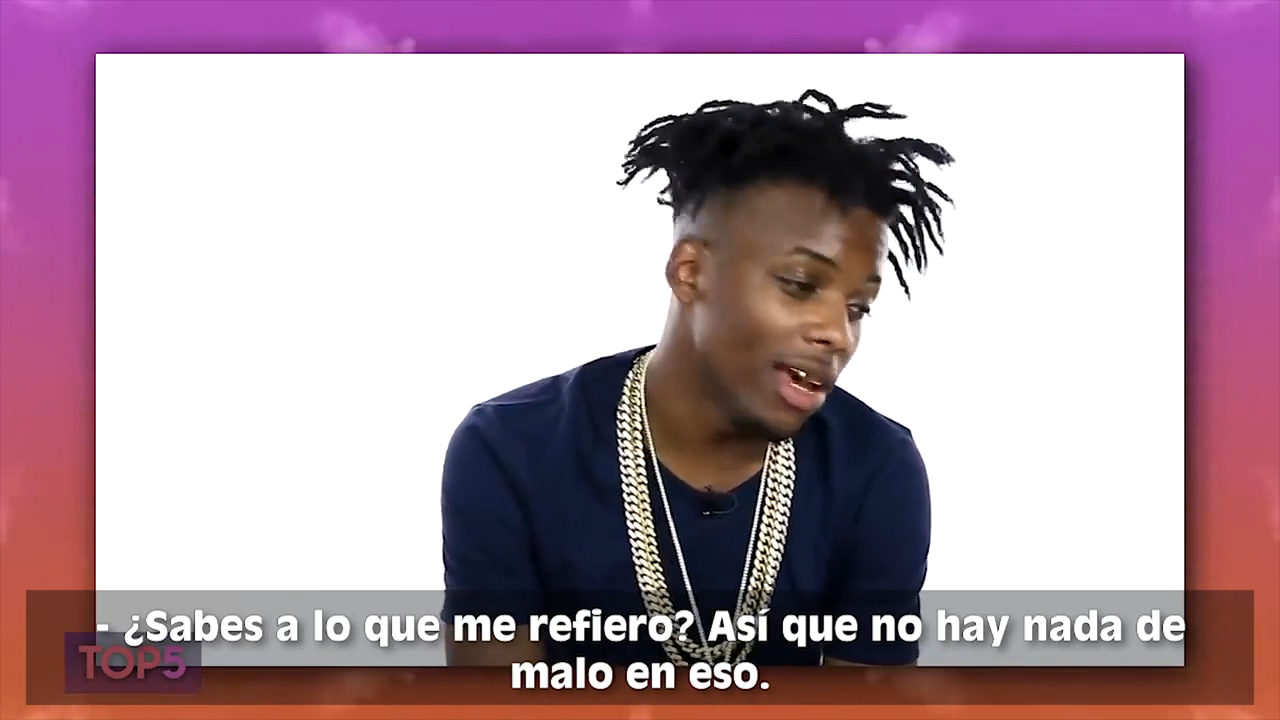 - ¿Sabes a lo que me refiero? Así que no hay nada de
malo en eso.
TOP5